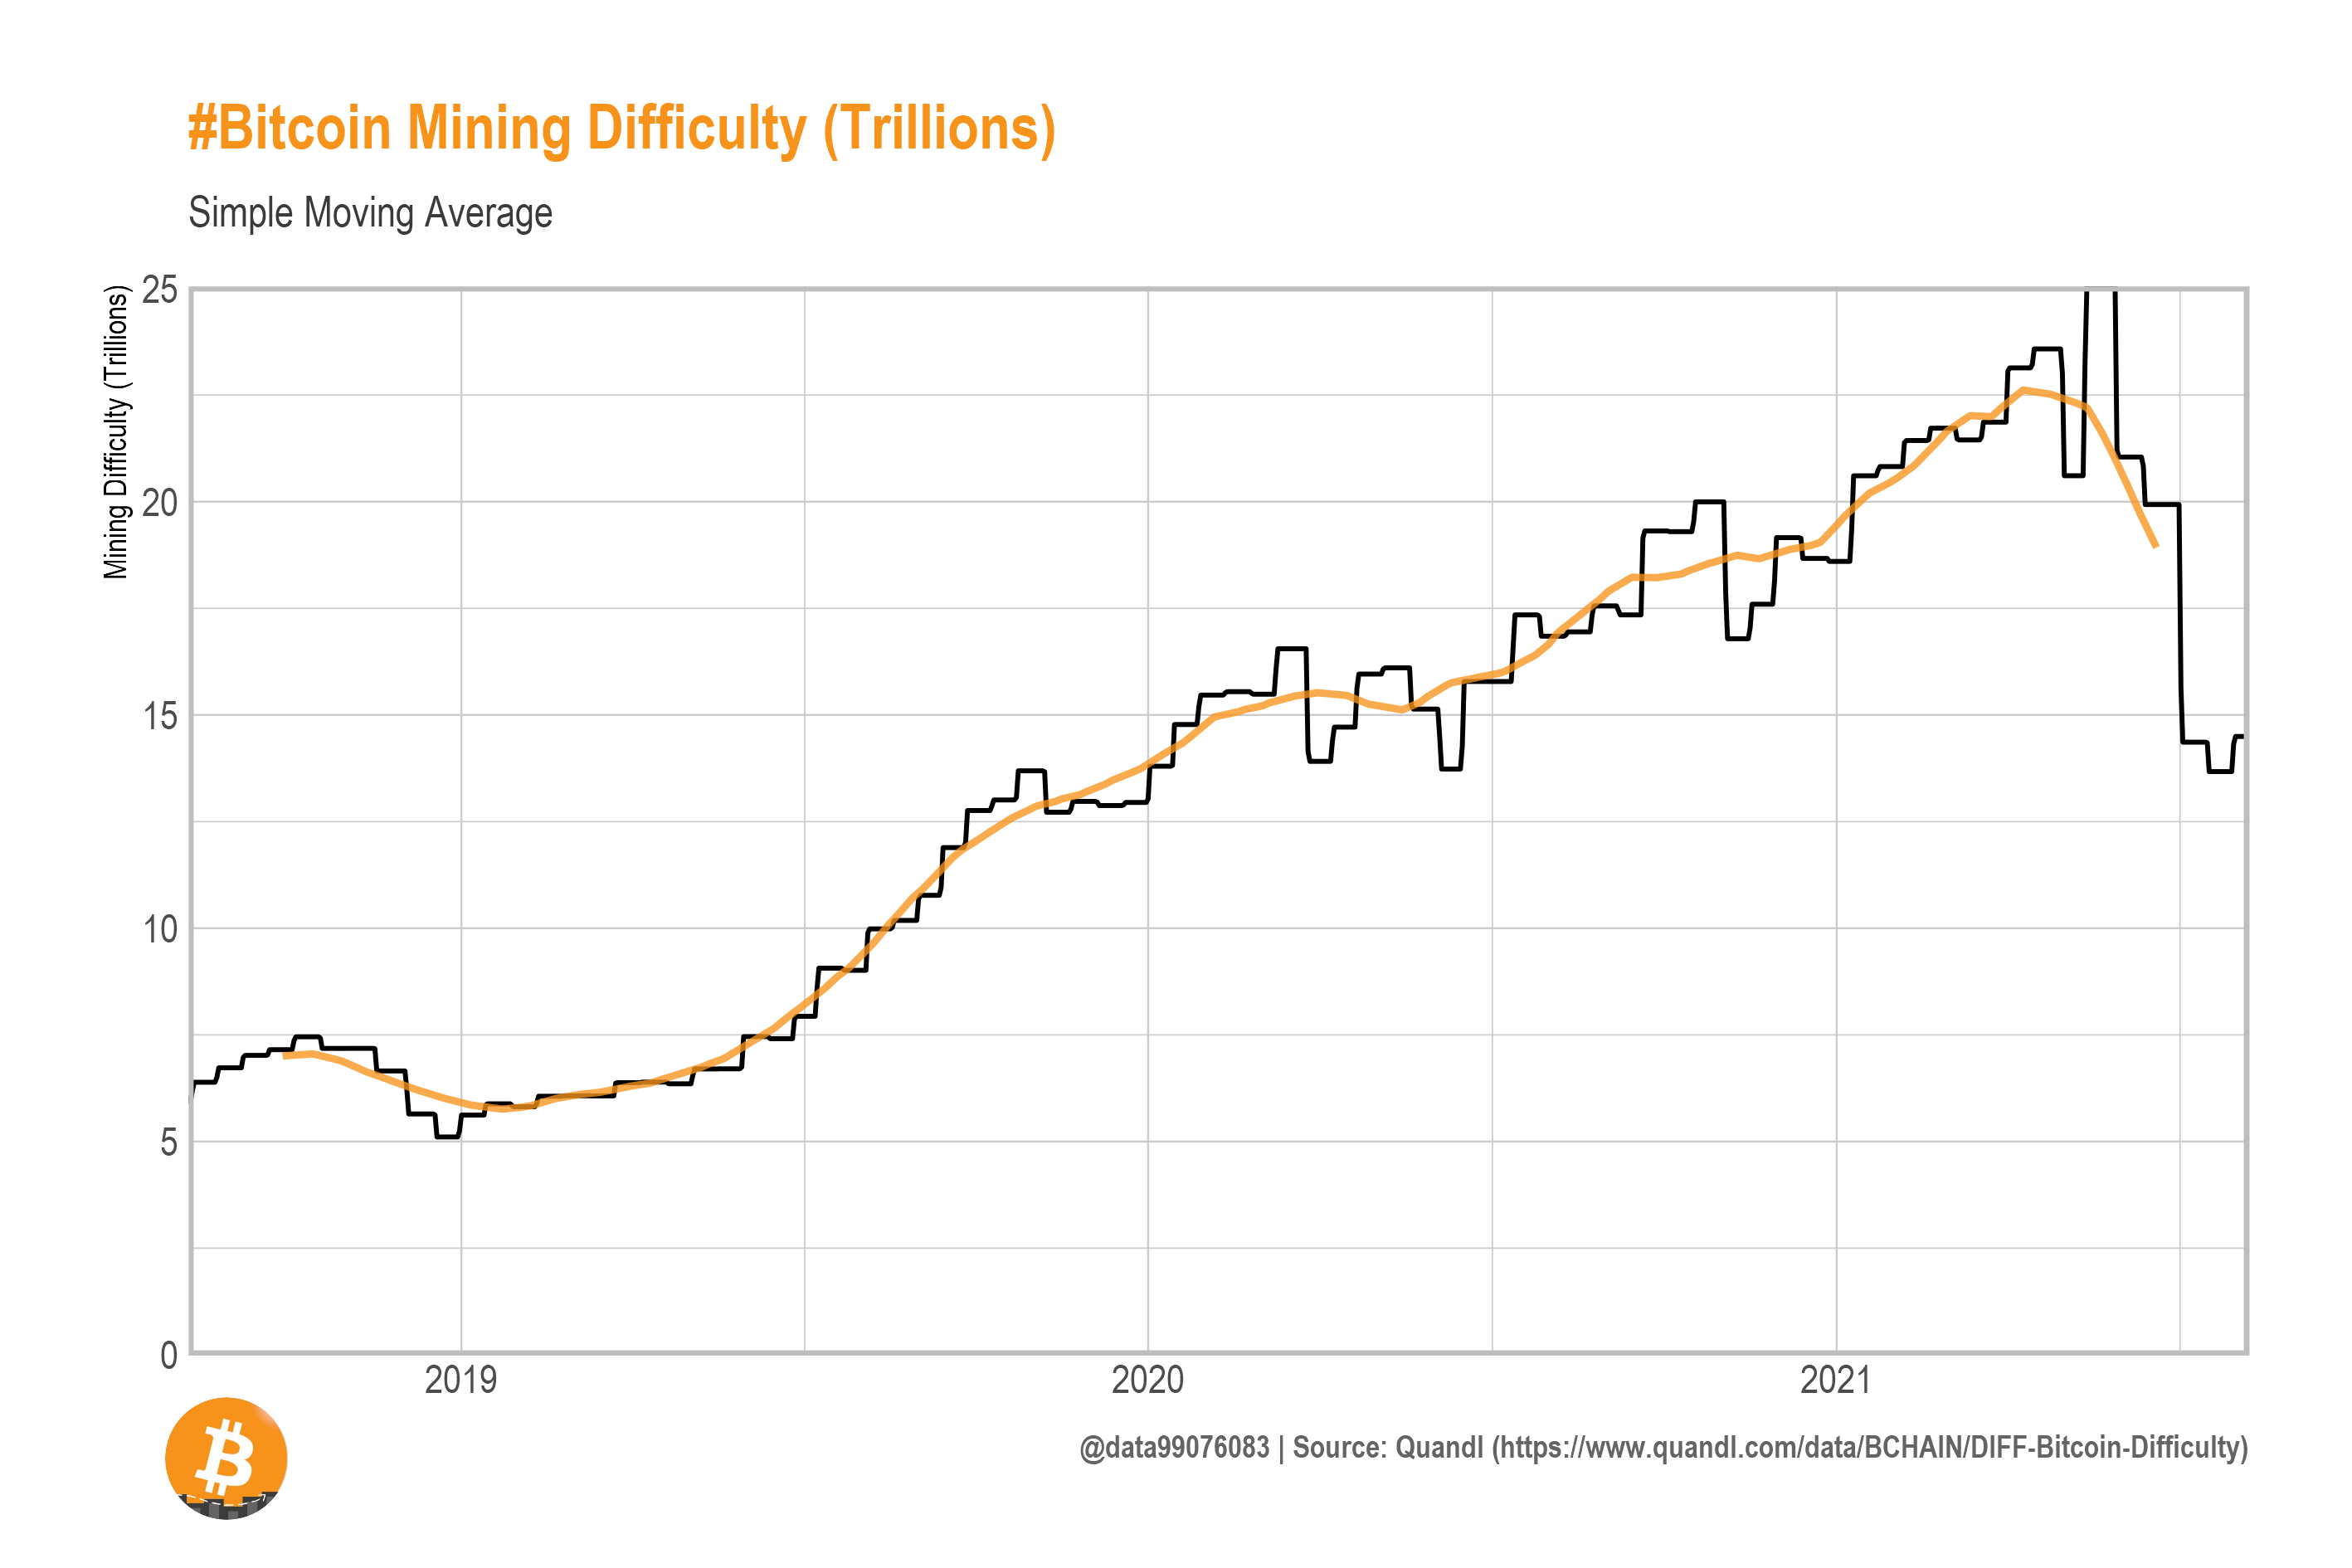 #Bitcoin Mining Difficulty (Trillions)
Simple Moving Average
Mining Difficulty (Trillions)
25
20
15
10
5
0
2019
2020
2021
@data99076083 | Source: Quandl (https://www.quandl.com/data/BCHAIN/DIFF-Bitcoin-Difficulty)